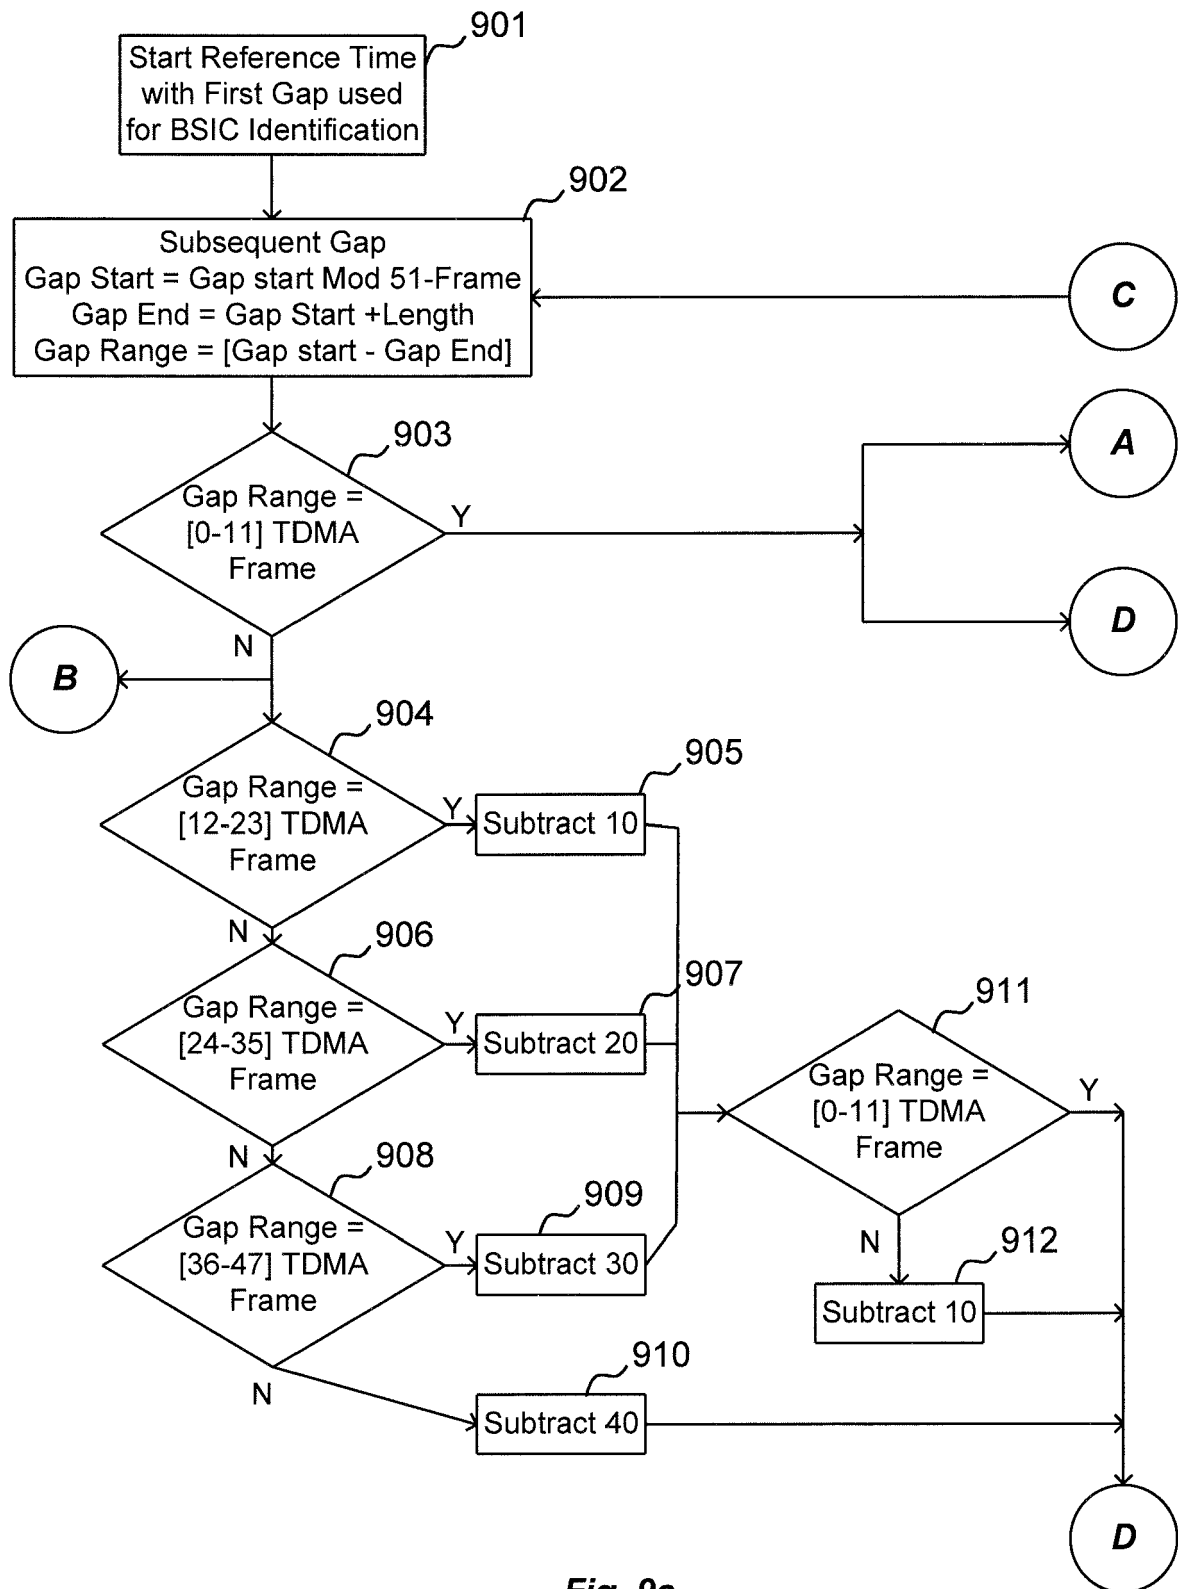 901
Start Reference Time
with First Gap used
for BSIC Identification
902
Subsequent Gap
Gap Start = Gap start Mod 51-Frame
Gap End = Gap Start +Length
Gap Range = [Gap start - Gap End]
C
903
Gap Range =
[0-11] TDMA
Frame
Y
A
D
N
B
904
Gap Range =
[12-23] TDMA
Frame
Y
905
Subtract 10
N
906
Gap Range =
[24-35] TDMA
Frame
Y
907
Subtract 20
911
Gap Range =
[0-11] TDMA
Frame
Y
N
908
Gap Range =
[36-47] TDMA
Frame
Y
909
Subtract 30
N
912
Subtract 10
N
910
Subtract 40
D